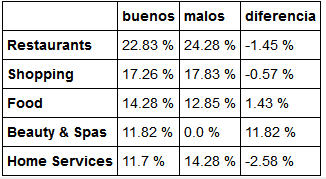 buenos malos diferencia
Restaurants 22.83 % 24.28 % -1.45 %
Shopping 17.26 % 17.83 % -0.57 %
Food 14.28 % 12.85 % 1.43 %
Beauty & Spas 11.82 % 0.0 % 11.82 %
Home Services 11.7 % 14.28 % -2.58 %